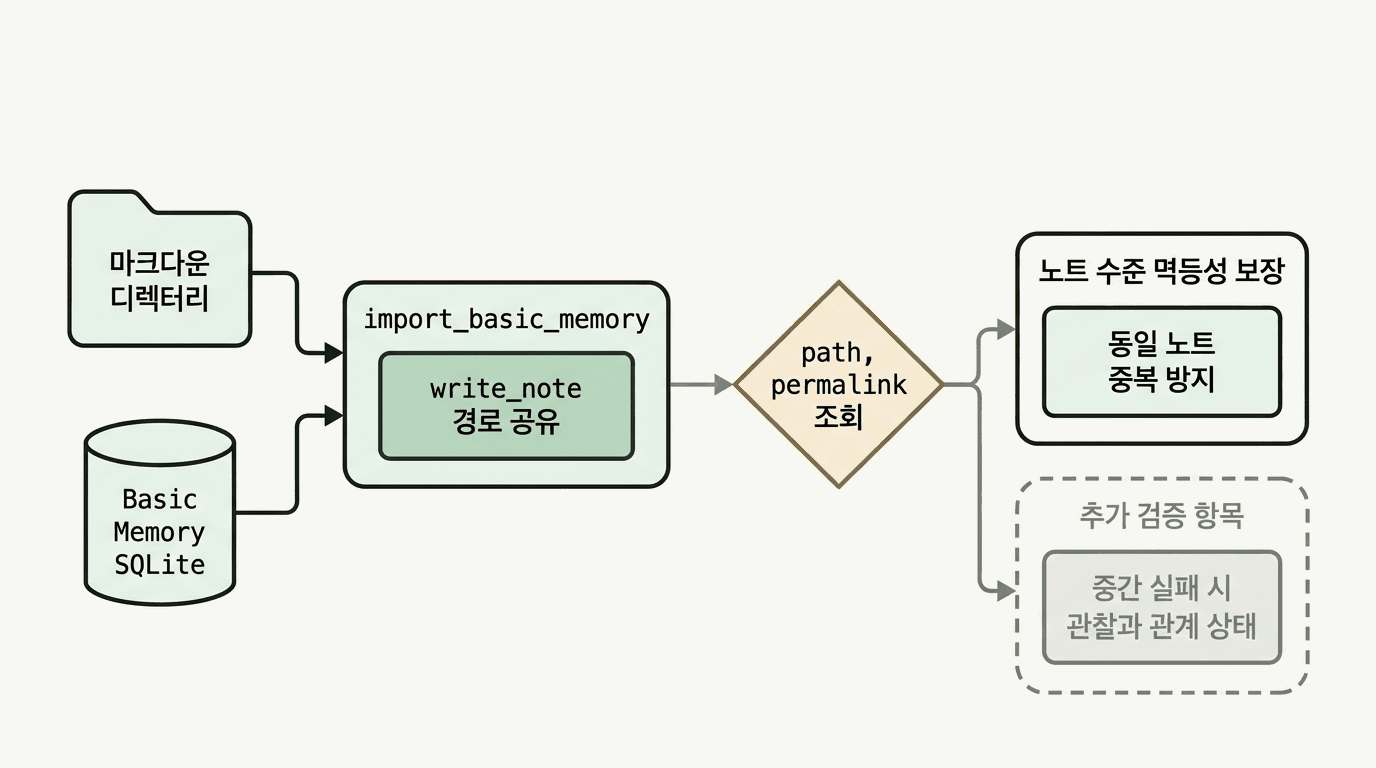 마크다운
디렉터리
Basic
Memory
SQLite
import_basic_memory
write_note
경로 공유
path,
permalink
조회
노트 수준 멱등성 보장
동일 노트
중복 방지
추가 검증 항목
중간 실패 시
관찰과 관계 상태